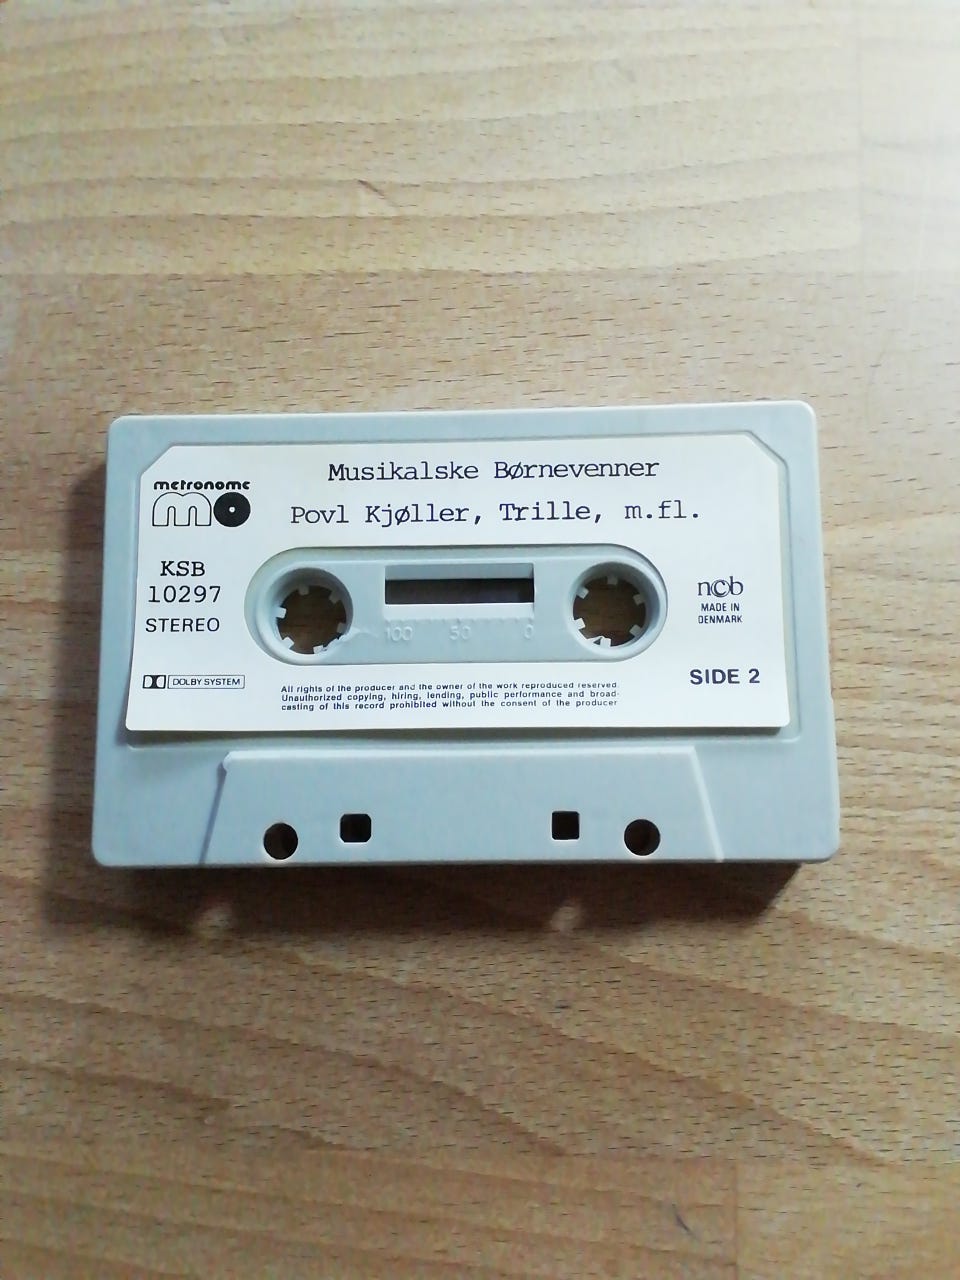 Musikalske Børnevenner
metronome
mo
Povl Kjøller, Trille, m.fl.
KSB
10297
STEREO
100 50 0
ncb
MADE IN
DENMARK
SIDE 2
DOLBY SYSTEM
All rights of the producer and the owner of the work reproduced reserved.
Unauthorized copying, hiring, lending, public performance and broad-
casting of this record prohibited without the consent of the producer